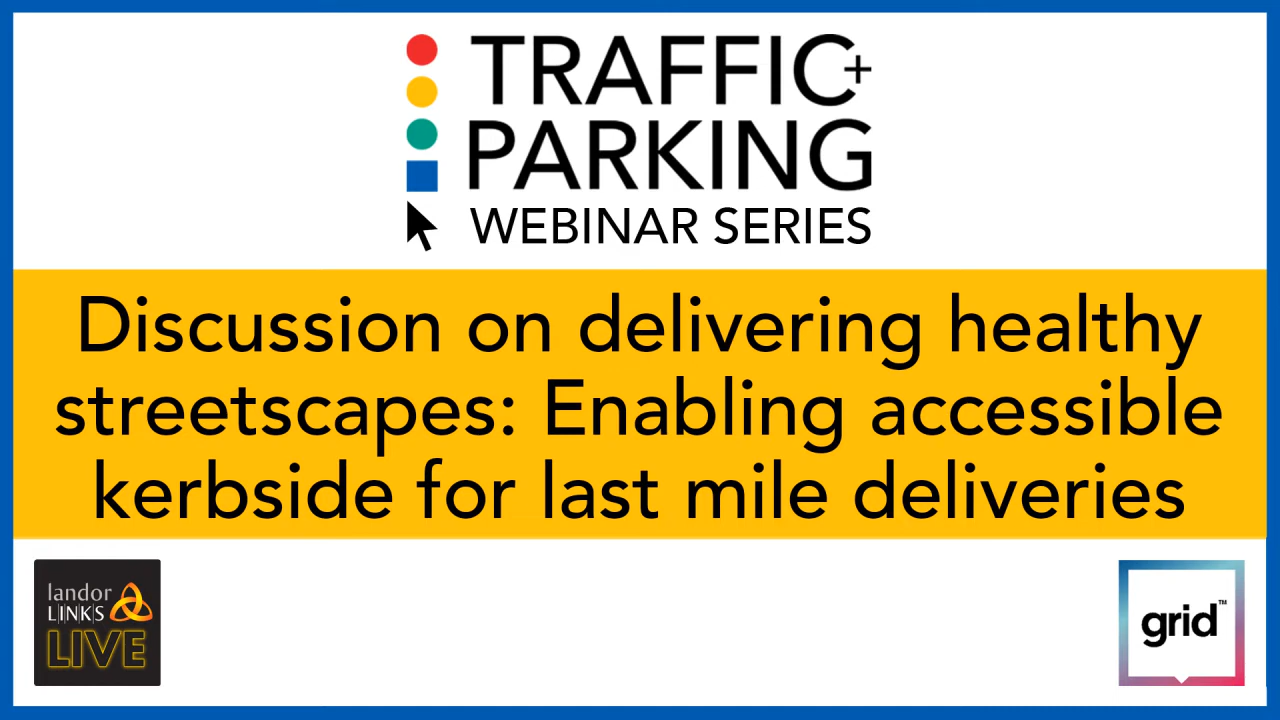 TRAFFIC+
PARKING
WEBINAR SERIES
Discussion on delivering healthy
streetscapes: Enabling accessible
kerbside for last mile deliveries
landor
LINKS
LIVE
grid™